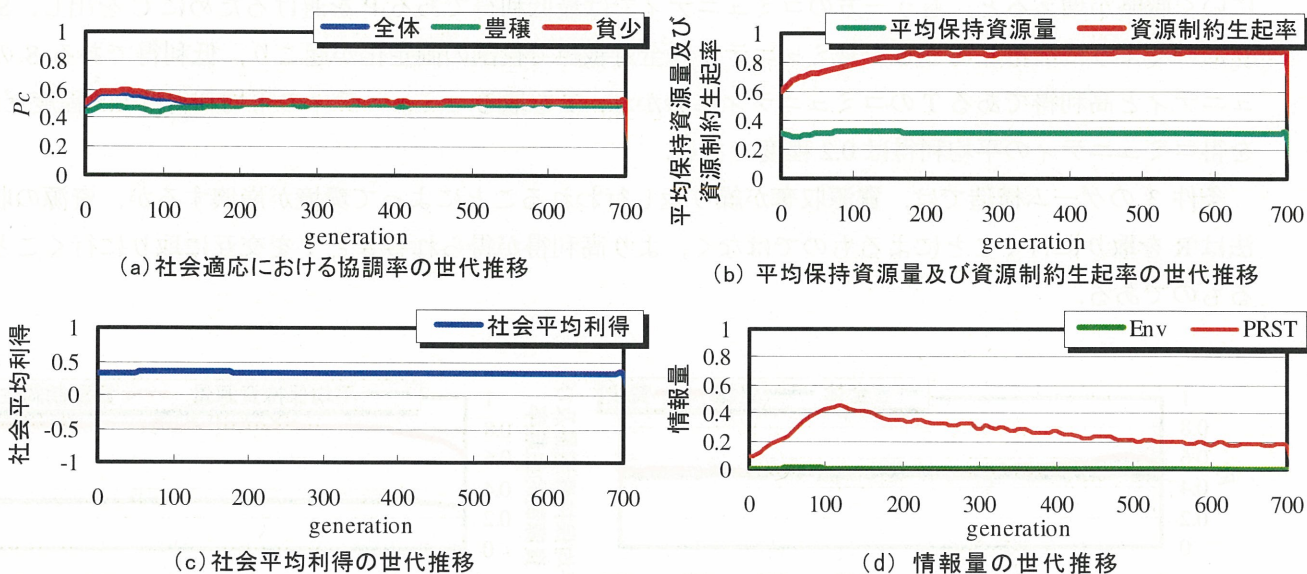 全体 豊穣 貧少
1
0.8
0.6
0.4
0.2
0
Pc
0 100 200 300 400 500 600 700
generation
(a)社会適応における協調率の世代推移
平均保持資源量 資源制約生起率
1
0.8
0.6
0.4
0.2
0
平均保持資源量及び
資源制約生起率
0 100 200 300 400 500 600 700
generation
(b) 平均保持資源量及び資源制約生起率の世代推移
社会平均利得
1
0.5
0
-0.5
-1
社会平均利得
0 100 200 300 400 500 600 700
generation
(c)社会平均利得の世代推移
Env PRST
1
0.8
0.6
0.4
0.2
0
情報量
0 100 200 300 400 500 600 700
generation
(d) 情報量の世代推移